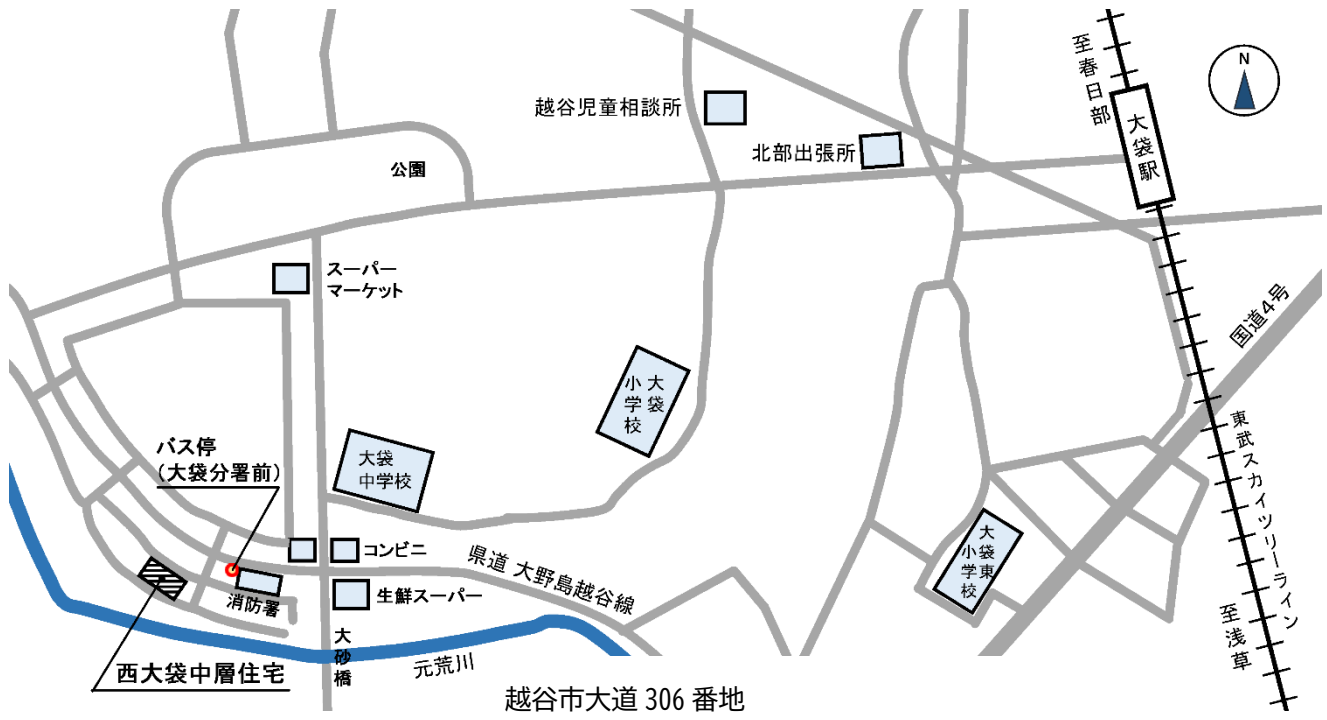 至春日部
N
大袋駅
越谷児童相談所
北部出張所
公園
スーパー
マーケット
国道4号
大袋
小学校
バス停
（大袋分署前）
大袋
中学校
東武スカイツリーライン
コンビニ
県道 大野島越谷線
大袋東
小学校
消防署
生鮮スーパー
至浅草
大砂橋
元荒川
西大袋中層住宅
越谷市大道 306 番地